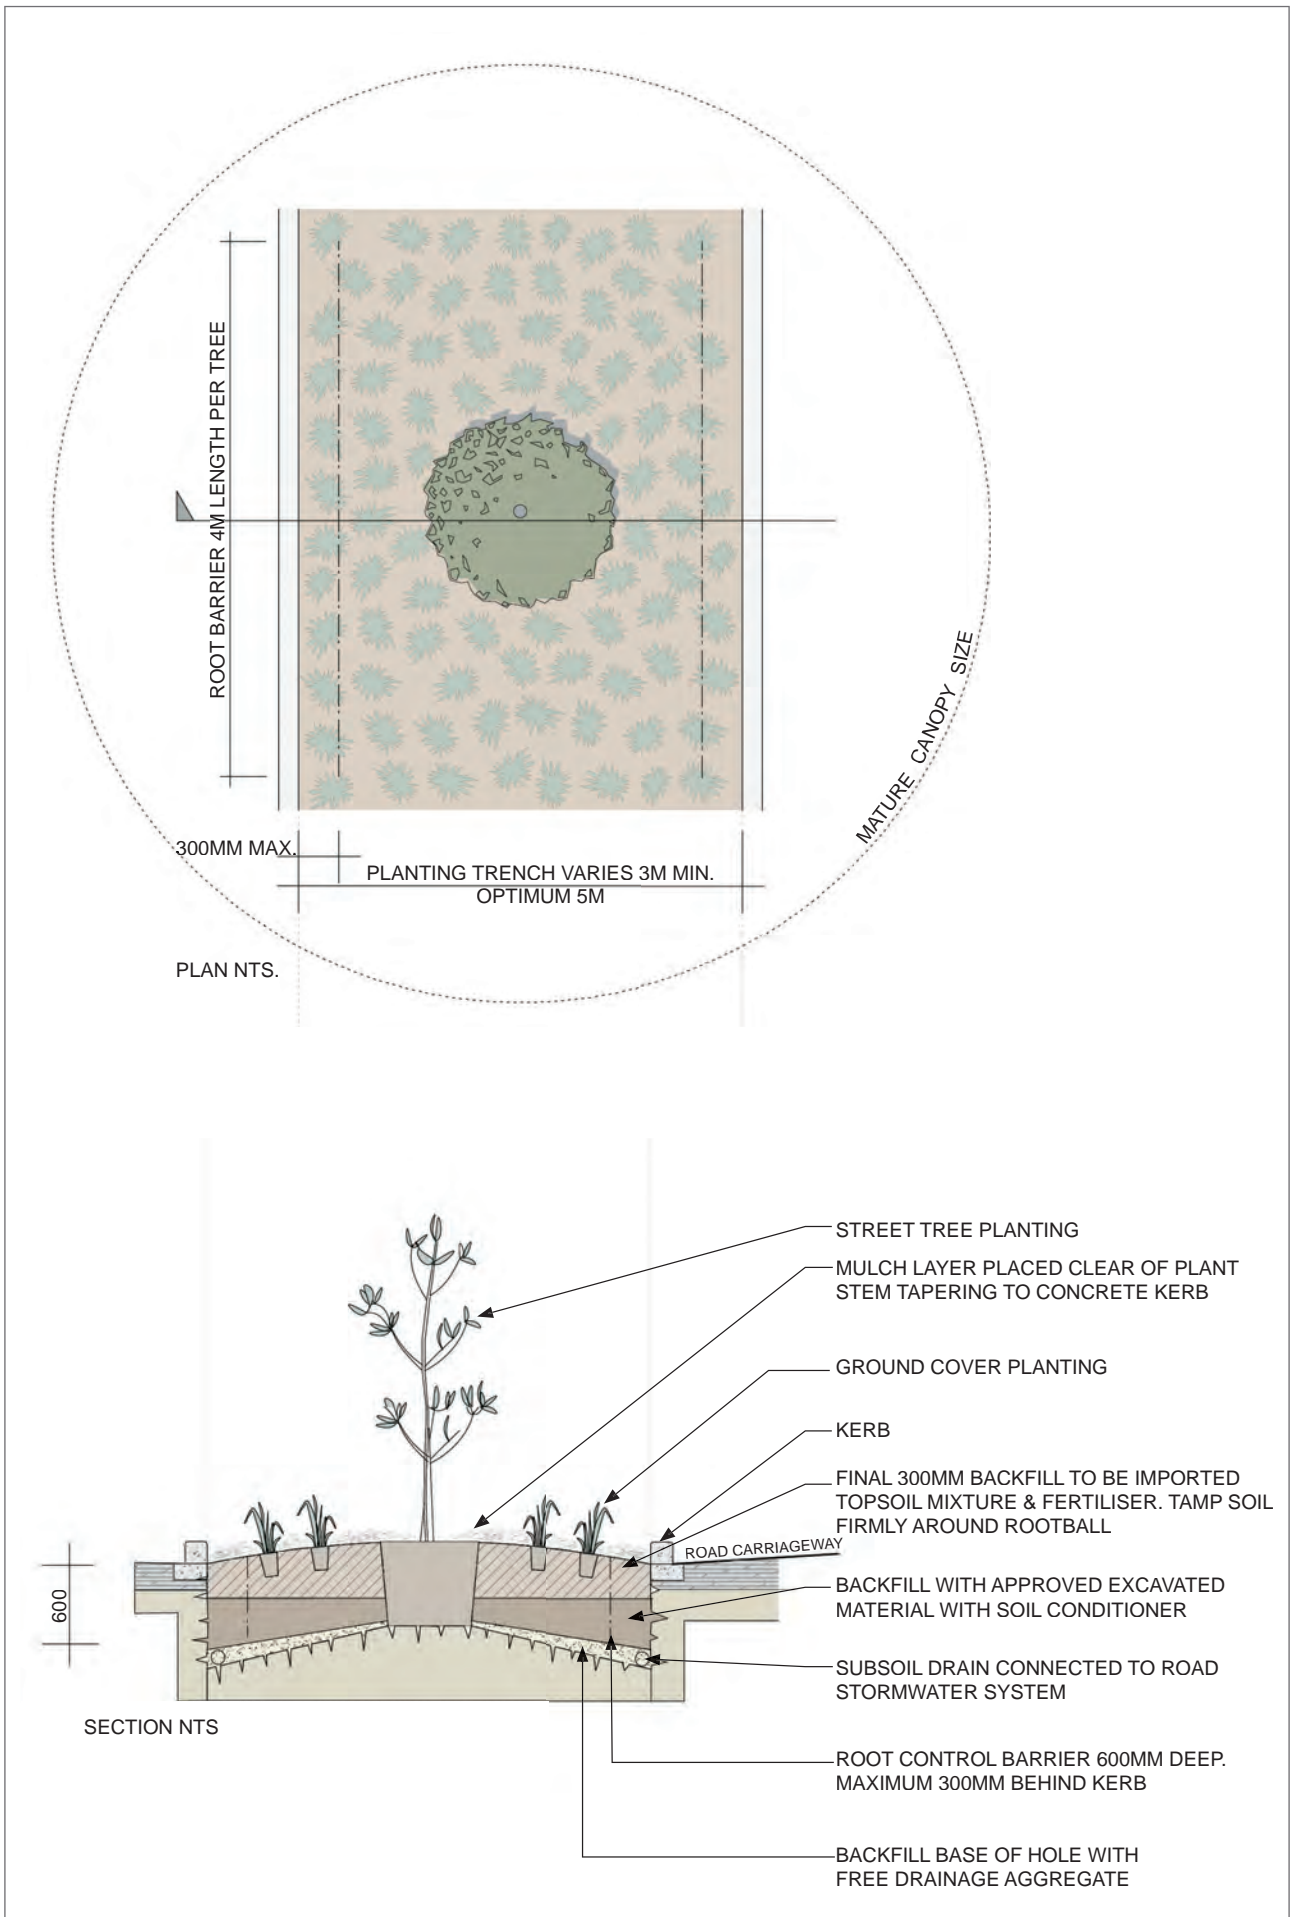 ROOT BARRIER 4M LENGTH PER TREE
MATURE CANOPY SIZE
300MM MAX.
PLANTING TRENCH VARIES 3M MIN.
OPTIMUM 5M
PLAN NTS.
STREET TREE PLANTING
MULCH LAYER PLACED CLEAR OF PLANT
STEM TAPERING TO CONCRETE KERB
GROUND COVER PLANTING
KERB
FINAL 300MM BACKFILL TO BE IMPORTED
TOPSOIL MIXTURE & FERTILISER. TAMP SOIL
FIRMLY AROUND ROOTBALL
ROAD CARRIAGEWAY
600
BACKFILL WITH APPROVED EXCAVATED
MATERIAL WITH SOIL CONDITIONER
SUBSOIL DRAIN CONNECTED TO ROAD
STORMWATER SYSTEM
SECTION NTS
ROOT CONTROL BARRIER 600MM DEEP.
MAXIMUM 300MM BEHIND KERB
BACKFILL BASE OF HOLE WITH
FREE DRAINAGE AGGREGATE